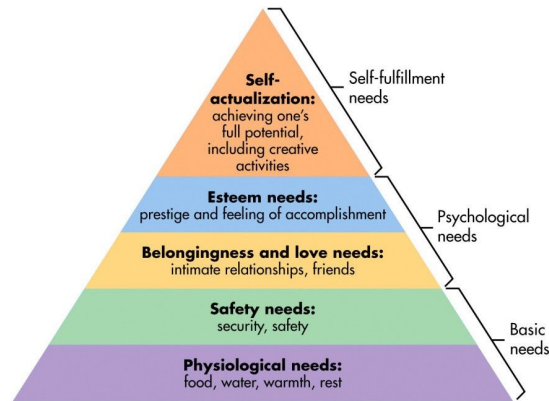 Self-
actualization:
achieving one's
full potential,
including creative
activities
Self-fulfillment
needs
Esteem needs:
prestige and feeling of accomplishment
Psychological
needs
Belongingness and love needs:
intimate relationships, friends
Safety needs:
security, safety
Basic
needs
Physiological needs:
food, water, warmth, rest